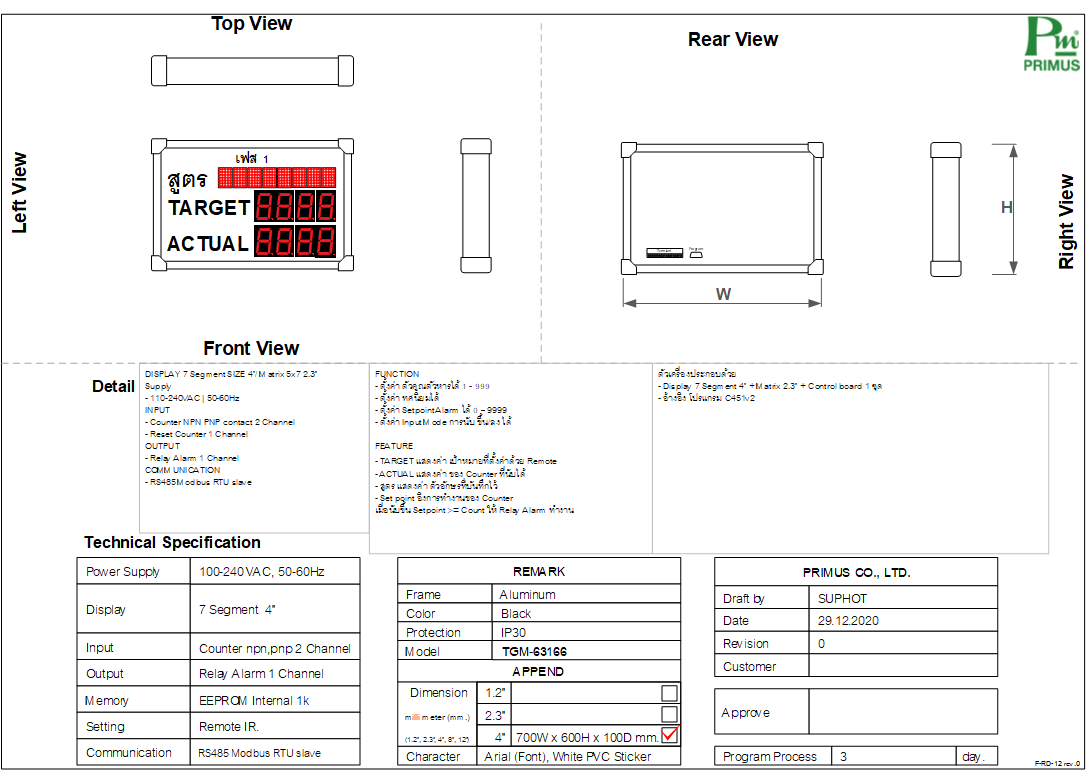 Top View
Rear View
Pm
PRIMUS
Left View
เฟส 1
สูตร
TARGET 8.8.8.8.
ACTUAL 8.8.8.8.
Terminal
Program
H
W
Right View
Front View
Detail
DISPLAY 7 Segment SIZE 4"/Matrix 5x7 2.3"
Supply
- 110-240VAC | 50-60Hz
INPUT
- Counter NPN PNP contact 2 Channel
- Reset Counter 1 Channel
OUTPUT
- Relay Alarm 1 Channel
COMMUNICATION
- RS485Modbus RTU slave
FUNCTION
- ตั้งค่า ตัวคูณตัวหารได้ 1 - 999
- ตั้งค่า ทศนิยมได้
- ตั้งค่า SetpointAlarm ได้ 0 - 9999
- ตั้งค่า InputMode การนับ ขึ้น/ลง ได้
FEATURE
- TARGET แสดงค่า เป้าหมายที่ตั้งค่าด้วย Remote
- ACTUAL แสดงค่า ของ Counter ที่นับได้
- สูตร แสดงค่า ตัวอักษรที่บันทึกไว้
- Set point อิงการทำงานของ Counter
เมื่อนับขึ้น Setpoint >= Count ให้ Relay Alarm ทำงาน
ตัวเครื่องประกอบด้วย
- Display 7 Segment 4" +Matrix 2.3" + Control board 1 ชุด
- อ้างอิง โปรแกรม C451v2
Technical Specification
Power Supply 100-240VAC, 50-60Hz
Display 7 Segment 4"
Input Counter npn,pnp 2 Channel
Output Relay Alarm 1 Channel
Memory EEPROM Internal 1k
Setting Remote IR.
Communication RS485 Modbus RTU slave
REMARK
Frame Aluminum
Color Black
Protection IP30
Model TGM-63166
APPEND
Dimension 1.2"
millimeter (mm.) 2.3"
(1.2", 2.3", 4", 8", 12") 4" 700W x 600H x 100D mm.
Character Arial (Font), White PVC Sticker
PRIMUS CO., LTD.
Draft by SUPHOT
Date 29.12.2020
Revision 0
Customer
Approve
Program Process 3 day.
F-RD-12 rev.0